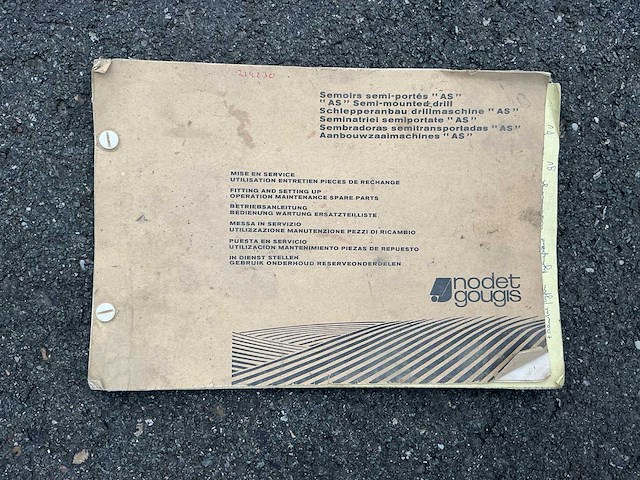 214230
Semoirs semi-portés "AS"
"AS" Semi-mounted drill
Schlepperanbau drillmaschine "AS"
Seminatriei semiportate "AS"
Sembradoras semitransportadas "AS"
Aanbouwzaaimachines "AS"
MISE EN SERVICE
UTILISATION ENTRETIEN PIECES DE RECHANGE
FITTING AND SETTING UP
OPERATION MAINTENANCE SPARE PARTS
BETRIEBSANLEITUNG
BEDIENUNG WARTUNG ERSATZTEILLISTE
MESSA IN SERVIZIO
UTILIZZAZIONE MANUTENZIONE PEZZI DI RICAMBIO
PUESTA EN SERVICIO
UTILIZACION MANTENIMIENTO PIEZAS DE REPUESTO
IN DIENST STELLEN
GEBRUIK ONDERHOUD RESERVEONDERDELEN
nodet
gougis